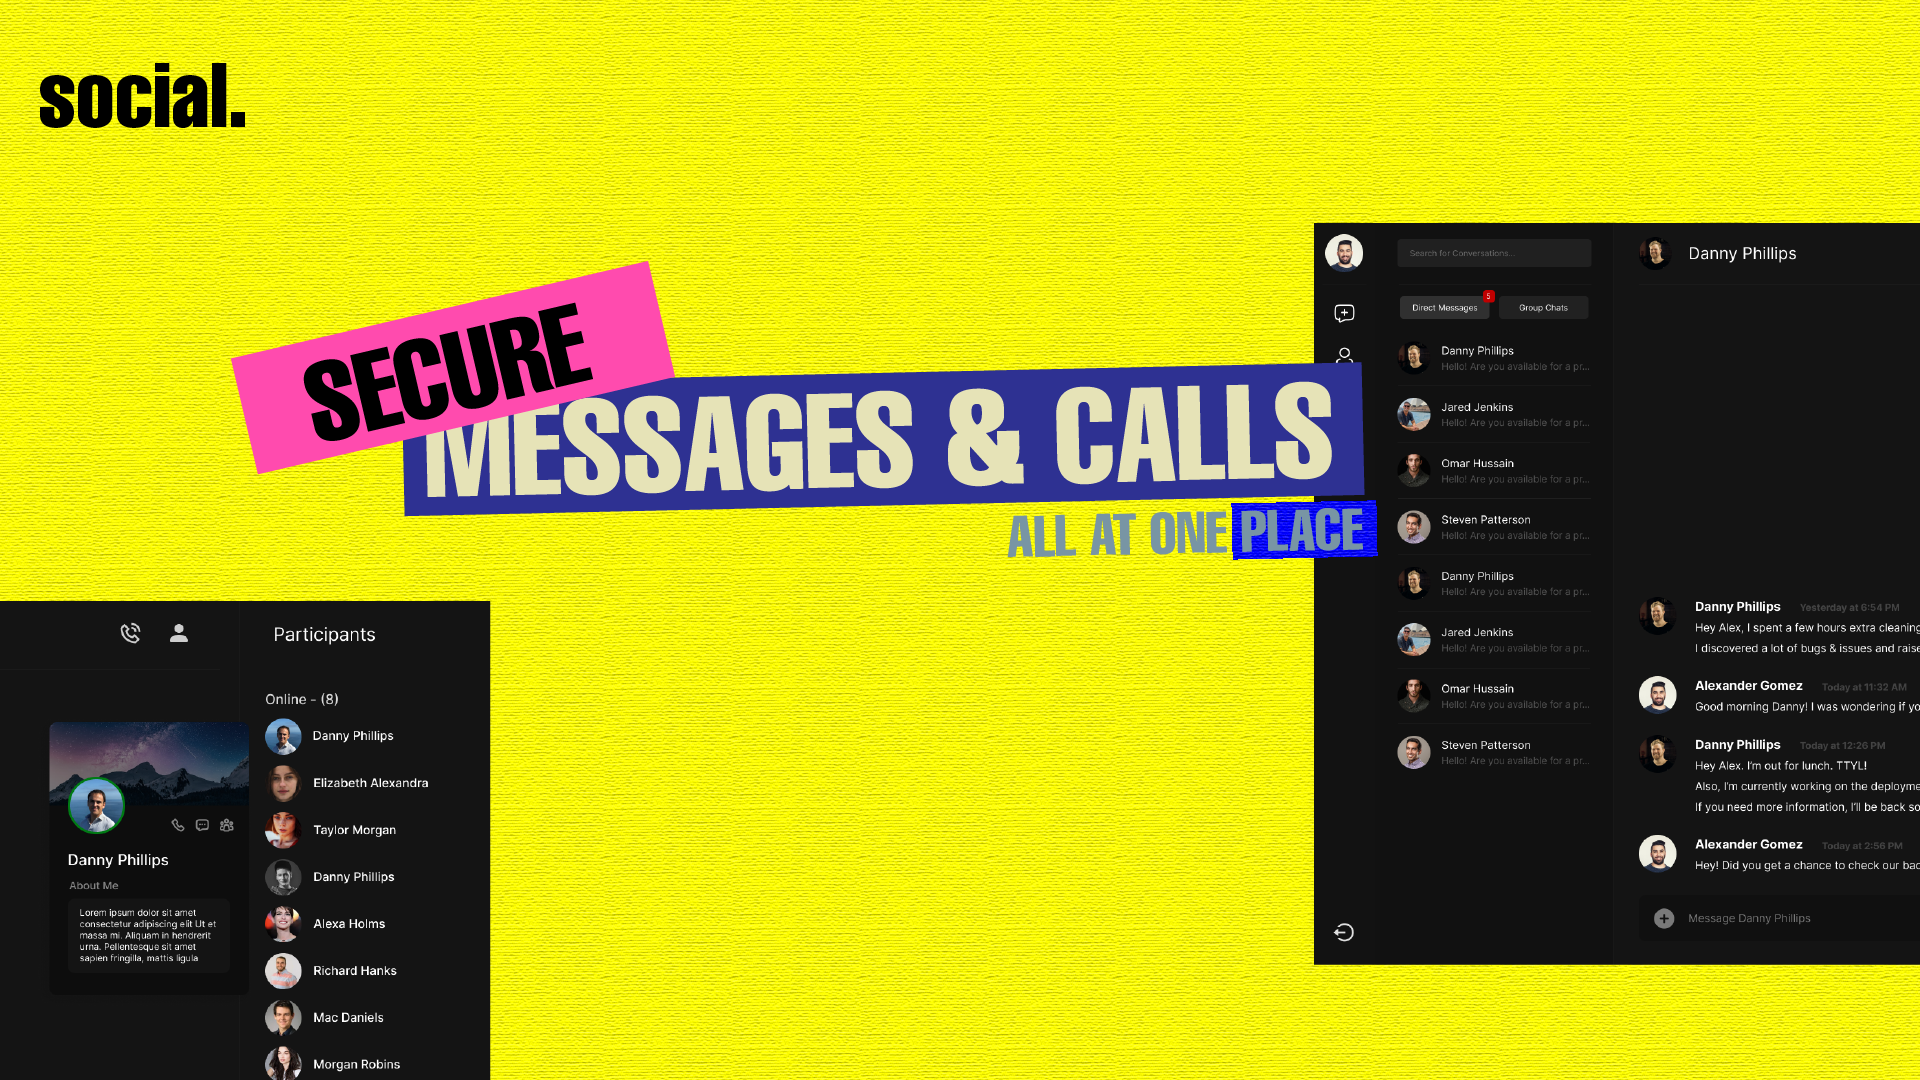 social.
SECURE
MESSAGES & CALLS
ALL AT ONE PLACE
Participants
Online - (8)
Danny Phillips
Elizabeth Alexandra
Taylor Morgan
Danny Phillips
Alexa Holms
Richard Hanks
Mac Daniels
Morgan Robins
Danny Phillips
About Me
Lorem ipsum dolor sit amet
consectetur adipiscing elit Ut et
massa mi. Aliquam in hendrerit
urna. Pellentesque sit amet
sapien fringilla, mattis ligula
Search for Conversations...
Direct Messages
5
Group Chats
Danny Phillips
Hello! Are you available for a pr...
Jared Jenkins
Hello! Are you available for a pr...
Omar Hussain
Hello! Are you available for a pr...
Steven Patterson
Hello! Are you available for a pr...
Danny Phillips
Hello! Are you available for a pr...
Jared Jenkins
Hello! Are you available for a pr...
Omar Hussain
Hello! Are you available for a pr...
Steven Patterson
Hello! Are you available for a pr...
Danny Phillips
Danny Phillips Yesterday at 6:54 PM
Hey Alex, I spent a few hours extra cleaning
I discovered a lot of bugs & issues and raise
Alexander Gomez Today at 11:32 AM
Good morning Danny! I was wondering if yo
Danny Phillips Today at 12:26 PM
Hey Alex. I'm out for lunch. TTYL!
Also, I'm currently working on the deployme
If you need more information, I'll be back so
Alexander Gomez Today at 2:56 PM
Hey! Did you get a chance to check our bac
Message Danny Phillips